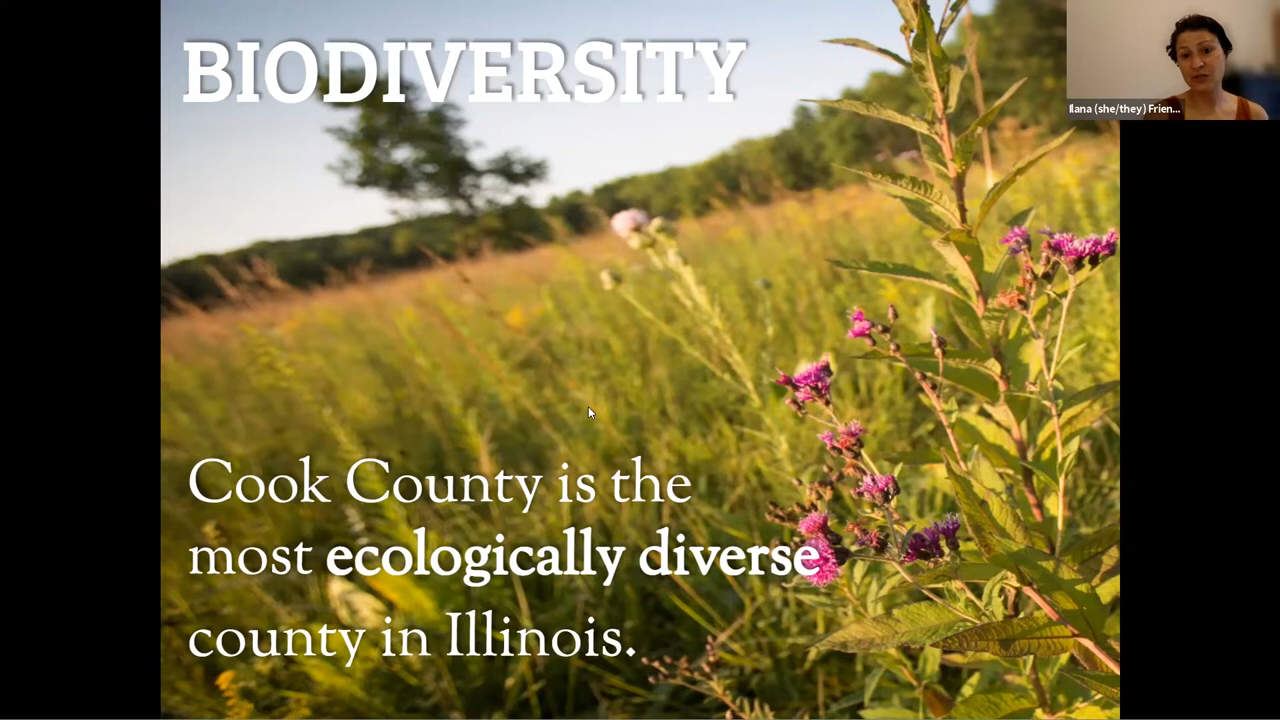 BIODIVERSITY
Ilana (she/they) Frien...
Cook County is the
most ecologically diverse
county in Illinois.